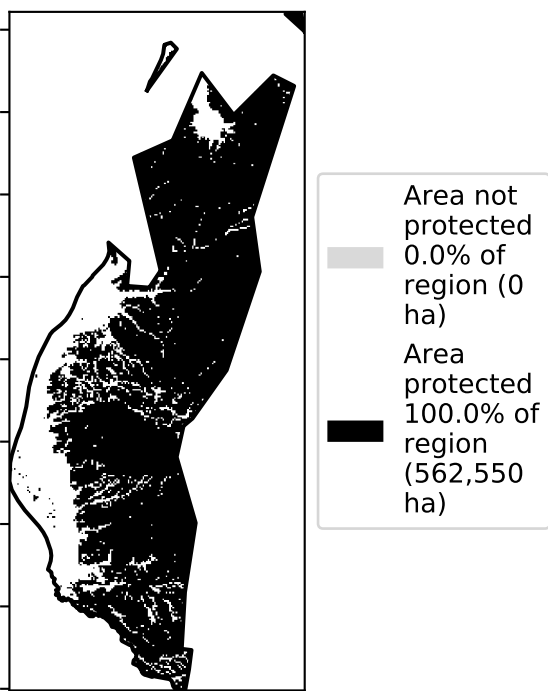 Area not
protected
0.0% of
region (0
ha)
Area
protected
100.0% of
region
(562,550
ha)